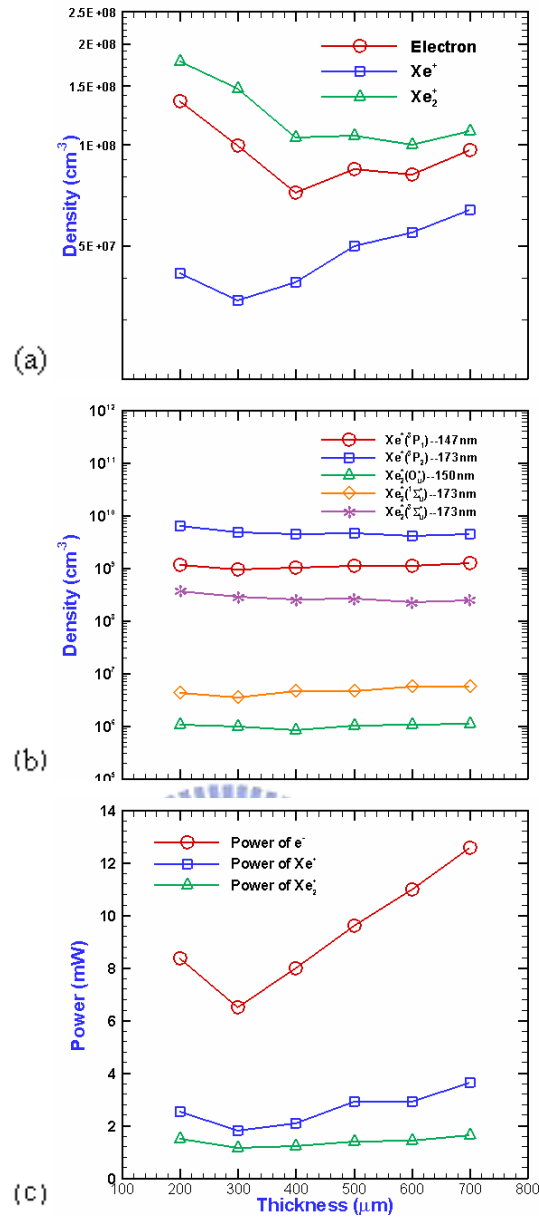 (a)
2.5E+08
2E+08
1.5E+08
1E+08
5E+07
Density (cm⁻³)
Electron
Xe⁺
Xe₂⁺
(b)
10¹²
10¹¹
10¹⁰
10⁹
10⁸
10⁷
10⁶
10⁵
Density (cm⁻³)
Xe*(³P₁)--147nm
Xe*(³P₂)--173nm
Xe₂*(O⁺ᵤ)--150nm
Xe₂*(¹Σ⁺ᵤ)--173nm
Xe₂*(³Σ⁺ᵤ)--173nm
(c)
14
12
10
8
6
4
2
0
Power (mW)
Power of e⁻
Power of Xe⁺
Power of Xe₂⁺
100 200 300 400 500 600 700 800
Thickness (μm)